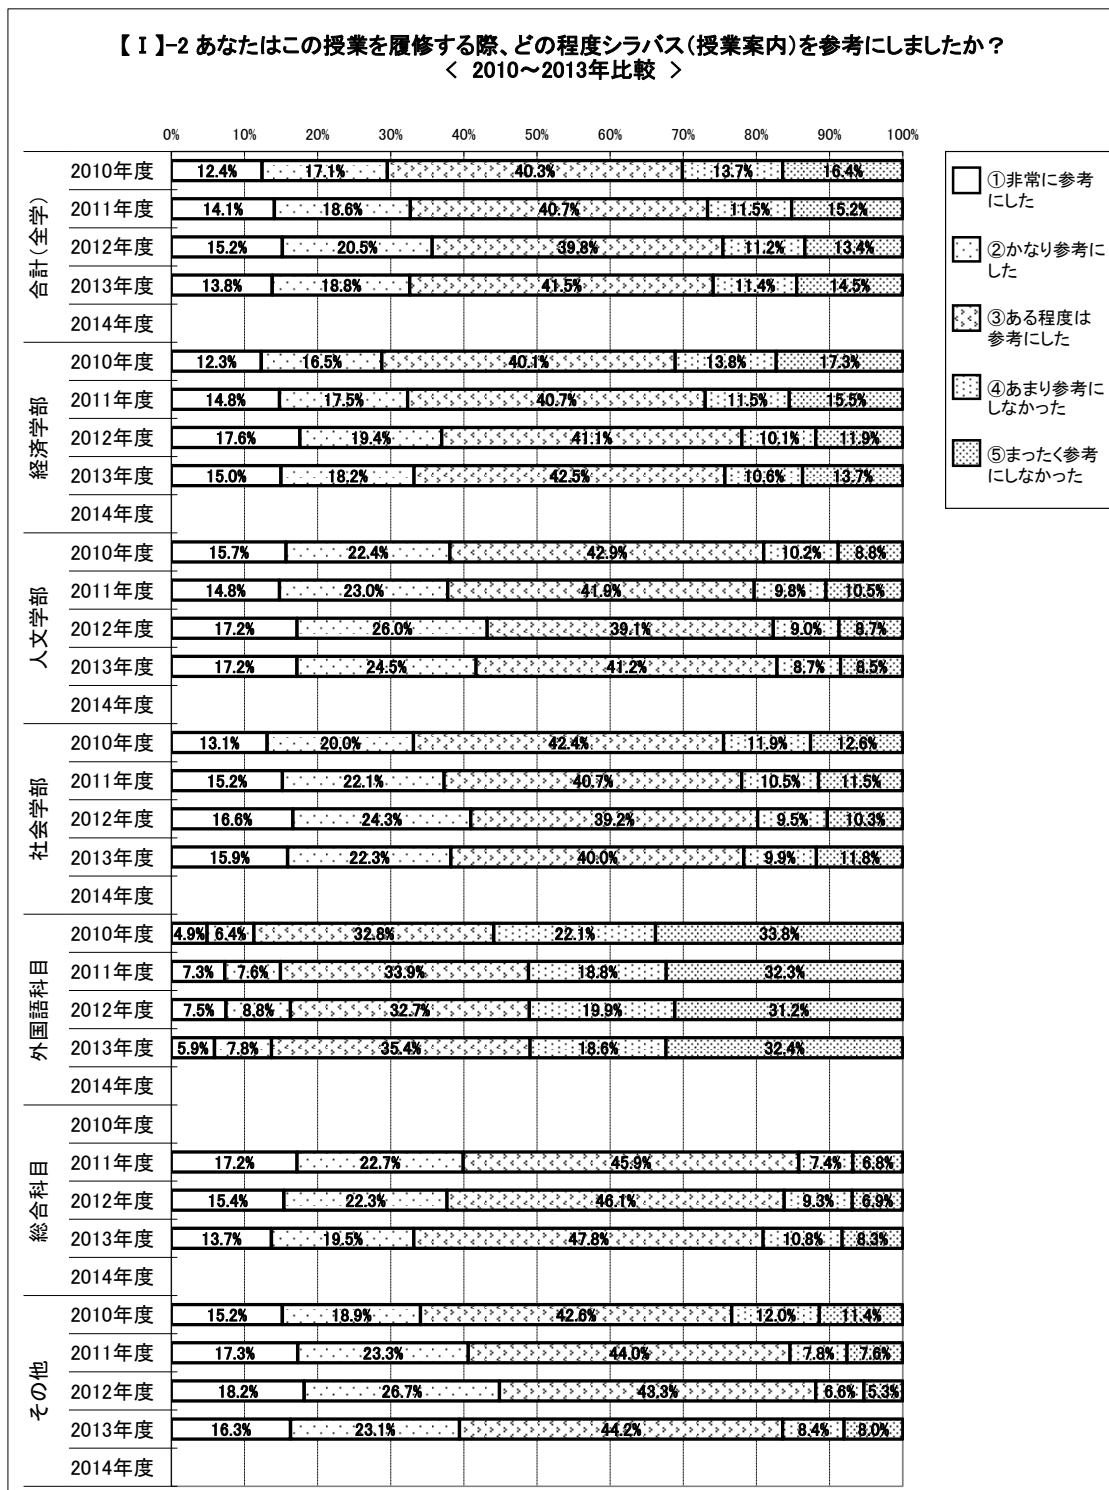 【Ⅰ】-2 あなたはこの授業を履修する際、どの程度シラバス(授業案内)を参考にしましたか?
< 2010～2013年比較 >
0% 10% 20% 30% 40% 50% 60% 70% 80% 90% 100%
合計(全学)
2010年度 12.4% 17.1% 40.3% 13.7% 16.4%
2011年度 14.1% 18.6% 40.7% 11.5% 15.2%
2012年度 15.2% 20.5% 39.8% 11.2% 13.4%
2013年度 13.8% 18.8% 41.5% 11.4% 14.5%
2014年度
経済学部
2010年度 12.3% 16.5% 40.1% 13.8% 17.3%
2011年度 14.8% 17.5% 40.7% 11.5% 15.5%
2012年度 17.6% 19.4% 41.1% 10.1% 11.9%
2013年度 15.0% 18.2% 42.5% 10.6% 13.7%
2014年度
人文学部
2010年度 15.7% 22.4% 42.9% 10.2% 8.8%
2011年度 14.8% 23.0% 41.9% 9.8% 10.5%
2012年度 17.2% 26.0% 39.1% 9.0% 8.7%
2013年度 17.2% 24.5% 41.2% 8.7% 8.5%
2014年度
社会学部
2010年度 13.1% 20.0% 42.4% 11.9% 12.6%
2011年度 15.2% 22.1% 40.7% 10.5% 11.5%
2012年度 16.6% 24.3% 39.2% 9.5% 10.3%
2013年度 15.9% 22.3% 40.0% 9.9% 11.8%
2014年度
外国語科目
2010年度 4.9% 6.4% 32.8% 22.1% 33.8%
2011年度 7.3% 7.6% 33.9% 18.8% 32.3%
2012年度 7.5% 8.8% 32.7% 19.9% 31.2%
2013年度 5.9% 7.8% 35.4% 18.6% 32.4%
2014年度
総合科目
2010年度
2011年度 17.2% 22.7% 45.9% 7.4% 6.8%
2012年度 15.4% 22.3% 46.1% 9.3% 6.9%
2013年度 13.7% 19.5% 47.8% 10.8% 8.3%
2014年度
その他
2010年度 15.2% 18.9% 42.6% 12.0% 11.4%
2011年度 17.3% 23.3% 44.0% 7.8% 7.6%
2012年度 18.2% 26.7% 43.3% 6.6% 5.3%
2013年度 16.3% 23.1% 44.2% 8.4% 8.0%
2014年度
①非常に参考
にした
②かなり参考に
した
③ある程度は
参考にした
④あまり参考に
しなかった
⑤まったく参考
にしなかった